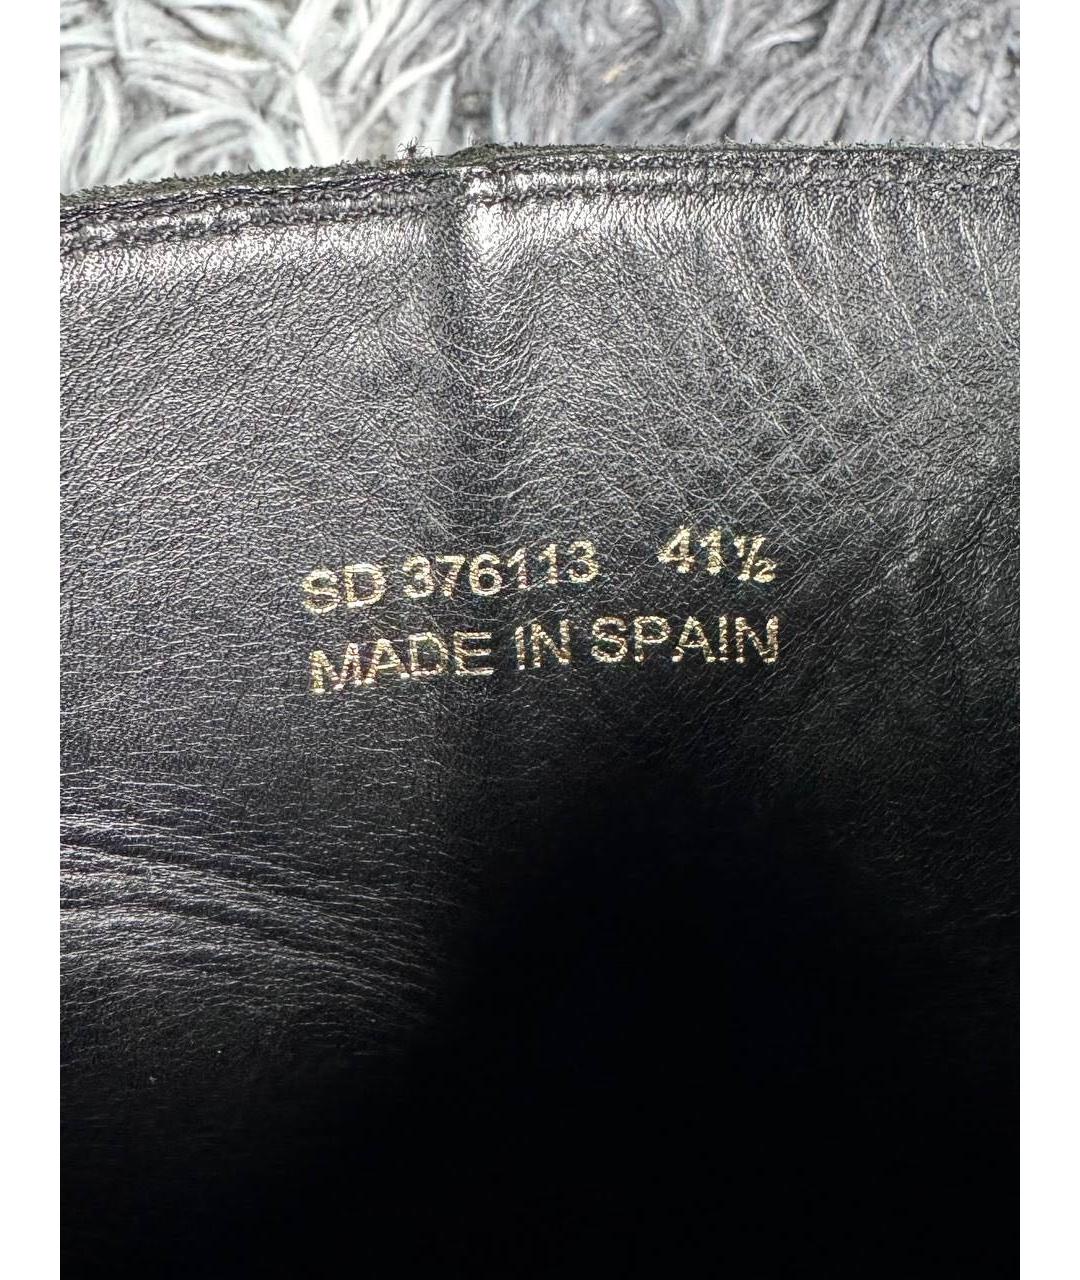 SD 376113 41½
MADE IN SPAIN